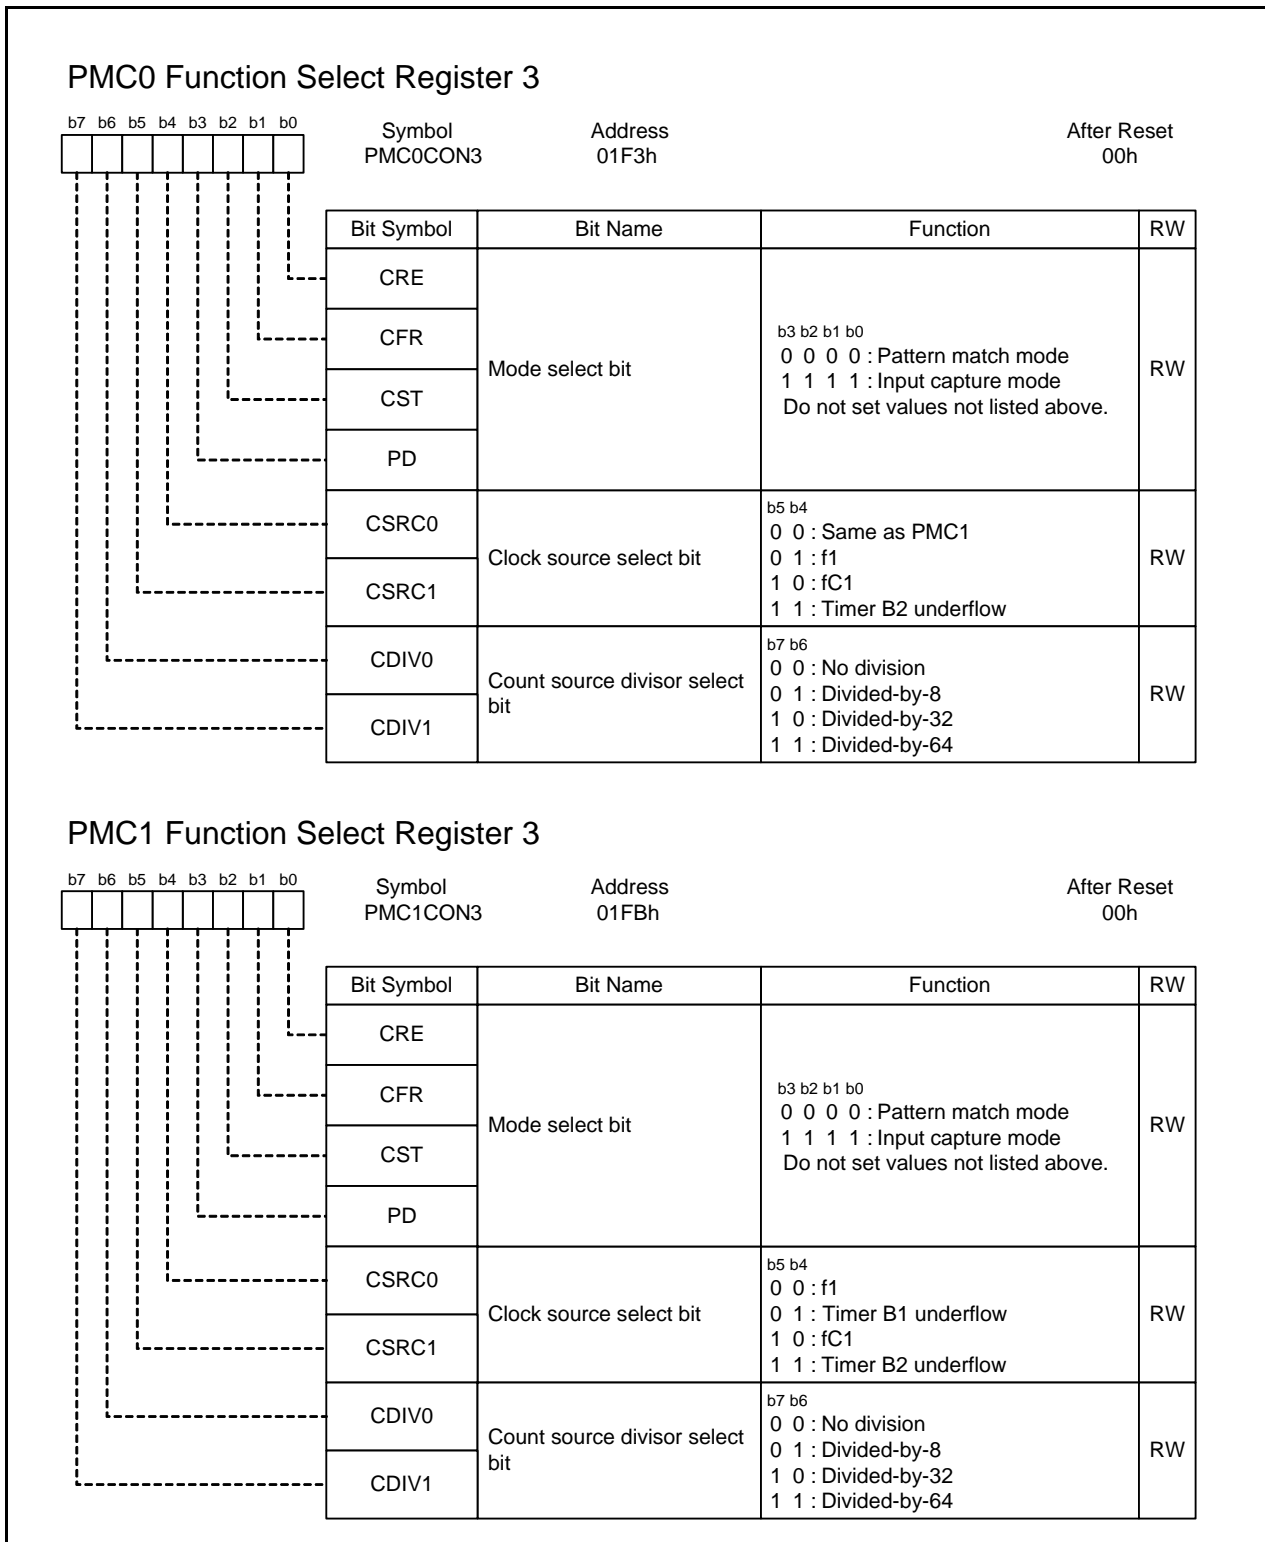 PMC0 Function Select Register 3
b7 b6 b5 b4 b3 b2 b1 b0
Symbol Address After Reset
PMC0CON3 01F3h 00h
Bit Symbol Bit Name Function RW
CRE
CFR
CST
PD
Mode select bit
b3 b2 b1 b0
0 0 0 0 : Pattern match mode
1 1 1 1 : Input capture mode
Do not set values not listed above.
RW
CSRC0
CSRC1
Clock source select bit
b5 b4
0 0 : Same as PMC1
0 1 : f1
1 0 : fC1
1 1 : Timer B2 underflow
RW
CDIV0
CDIV1
Count source divisor select
bit
b7 b6
0 0 : No division
0 1 : Divided-by-8
1 0 : Divided-by-32
1 1 : Divided-by-64
RW
PMC1 Function Select Register 3
b7 b6 b5 b4 b3 b2 b1 b0
Symbol Address After Reset
PMC1CON3 01FBh 00h
Bit Symbol Bit Name Function RW
CRE
CFR
CST
PD
Mode select bit
b3 b2 b1 b0
0 0 0 0 : Pattern match mode
1 1 1 1 : Input capture mode
Do not set values not listed above.
RW
CSRC0
CSRC1
Clock source select bit
b5 b4
0 0 : f1
0 1 : Timer B1 underflow
1 0 : fC1
1 1 : Timer B2 underflow
RW
CDIV0
CDIV1
Count source divisor select
bit
b7 b6
0 0 : No division
0 1 : Divided-by-8
1 0 : Divided-by-32
1 1 : Divided-by-64
RW